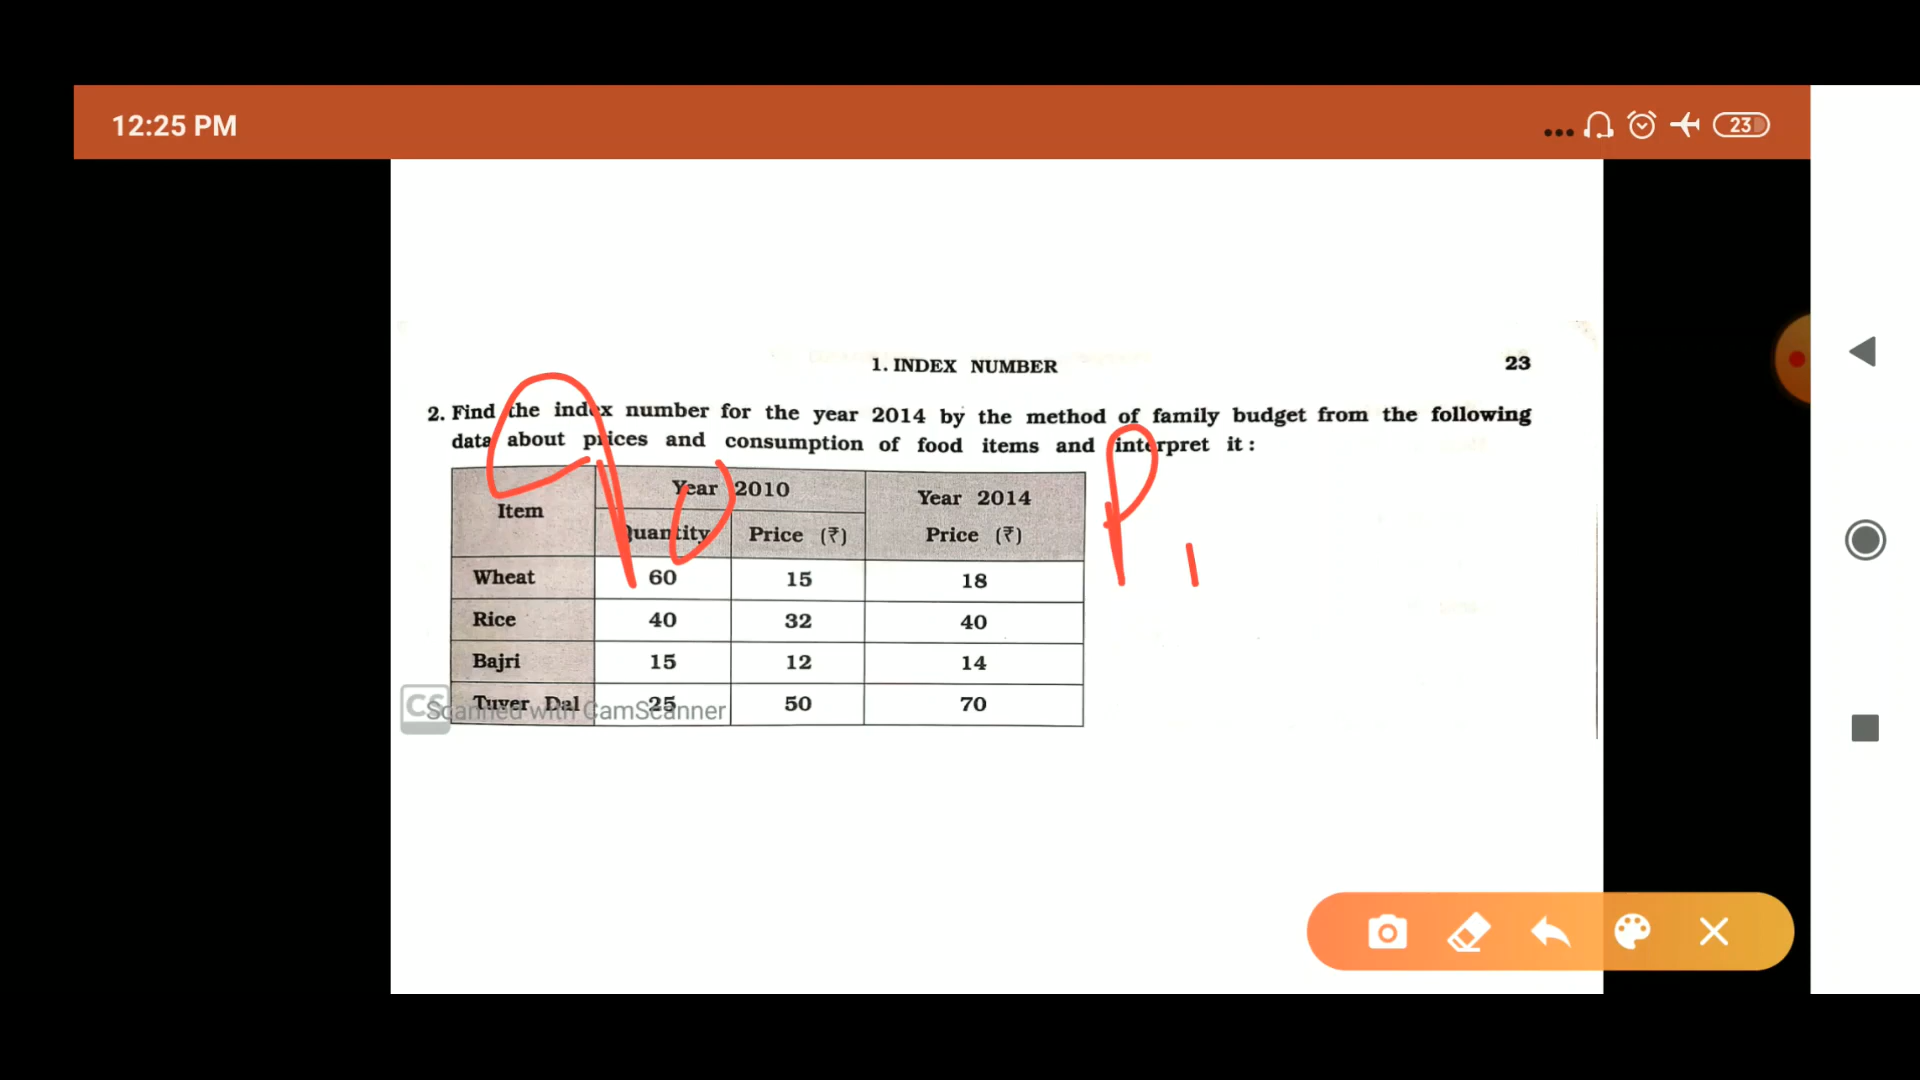 12:25 PM
23
1. INDEX NUMBER 23
2. Find the index number for the year 2014 by the method of family budget from the following
data about prices and consumption of food items and interpret it :
Item Year 2010 Year 2014
Quantity Price (₹) Price (₹)
Wheat 60 15 18
Rice 40 32 40
Bajri 15 12 14
Tuver Dal 25 50 70
CS Scanned with CamScanner
q0
P1